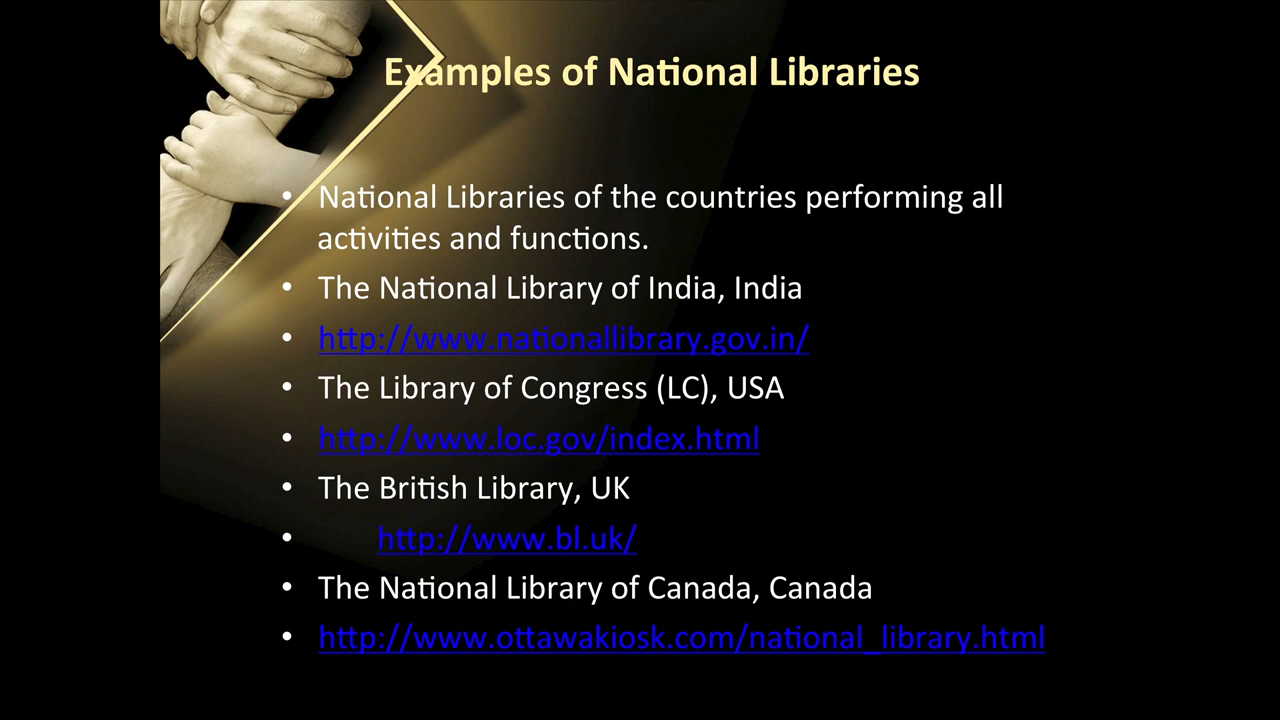 Examples of National Libraries
• National Libraries of the countries performing all
activities and functions.
• The National Library of India, India
• http://www.nationallibrary.gov.in/
• The Library of Congress (LC), USA
• http://www.loc.gov/index.html
• The British Library, UK
• http://www.bl.uk/
• The National Library of Canada, Canada
• http://www.ottawakiosk.com/national_library.html